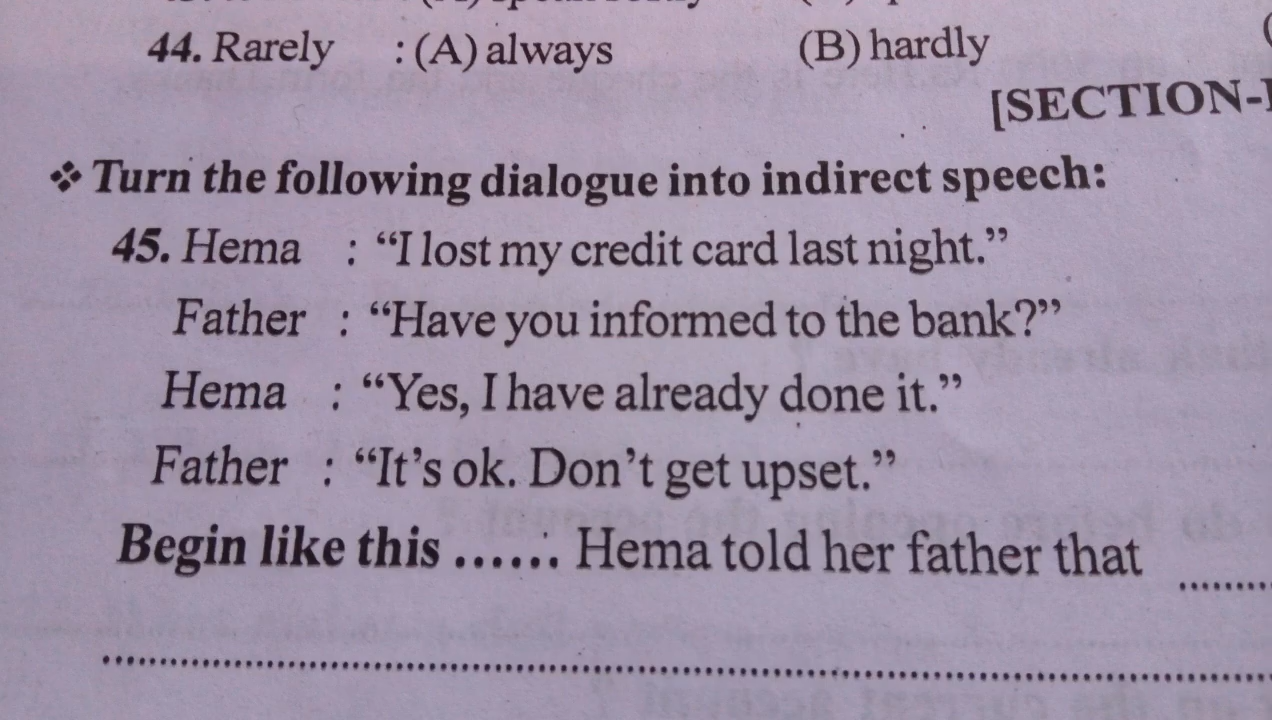 44. Rarely : (A) always (B) hardly
[SECTION-
❖ Turn the following dialogue into indirect speech:
45. Hema : “I lost my credit card last night.”
Father : “Have you informed to the bank?”
Hema : “Yes, I have already done it.”
Father : “It’s ok. Don’t get upset.”
Begin like this ...... Hema told her father that ........
................................................................